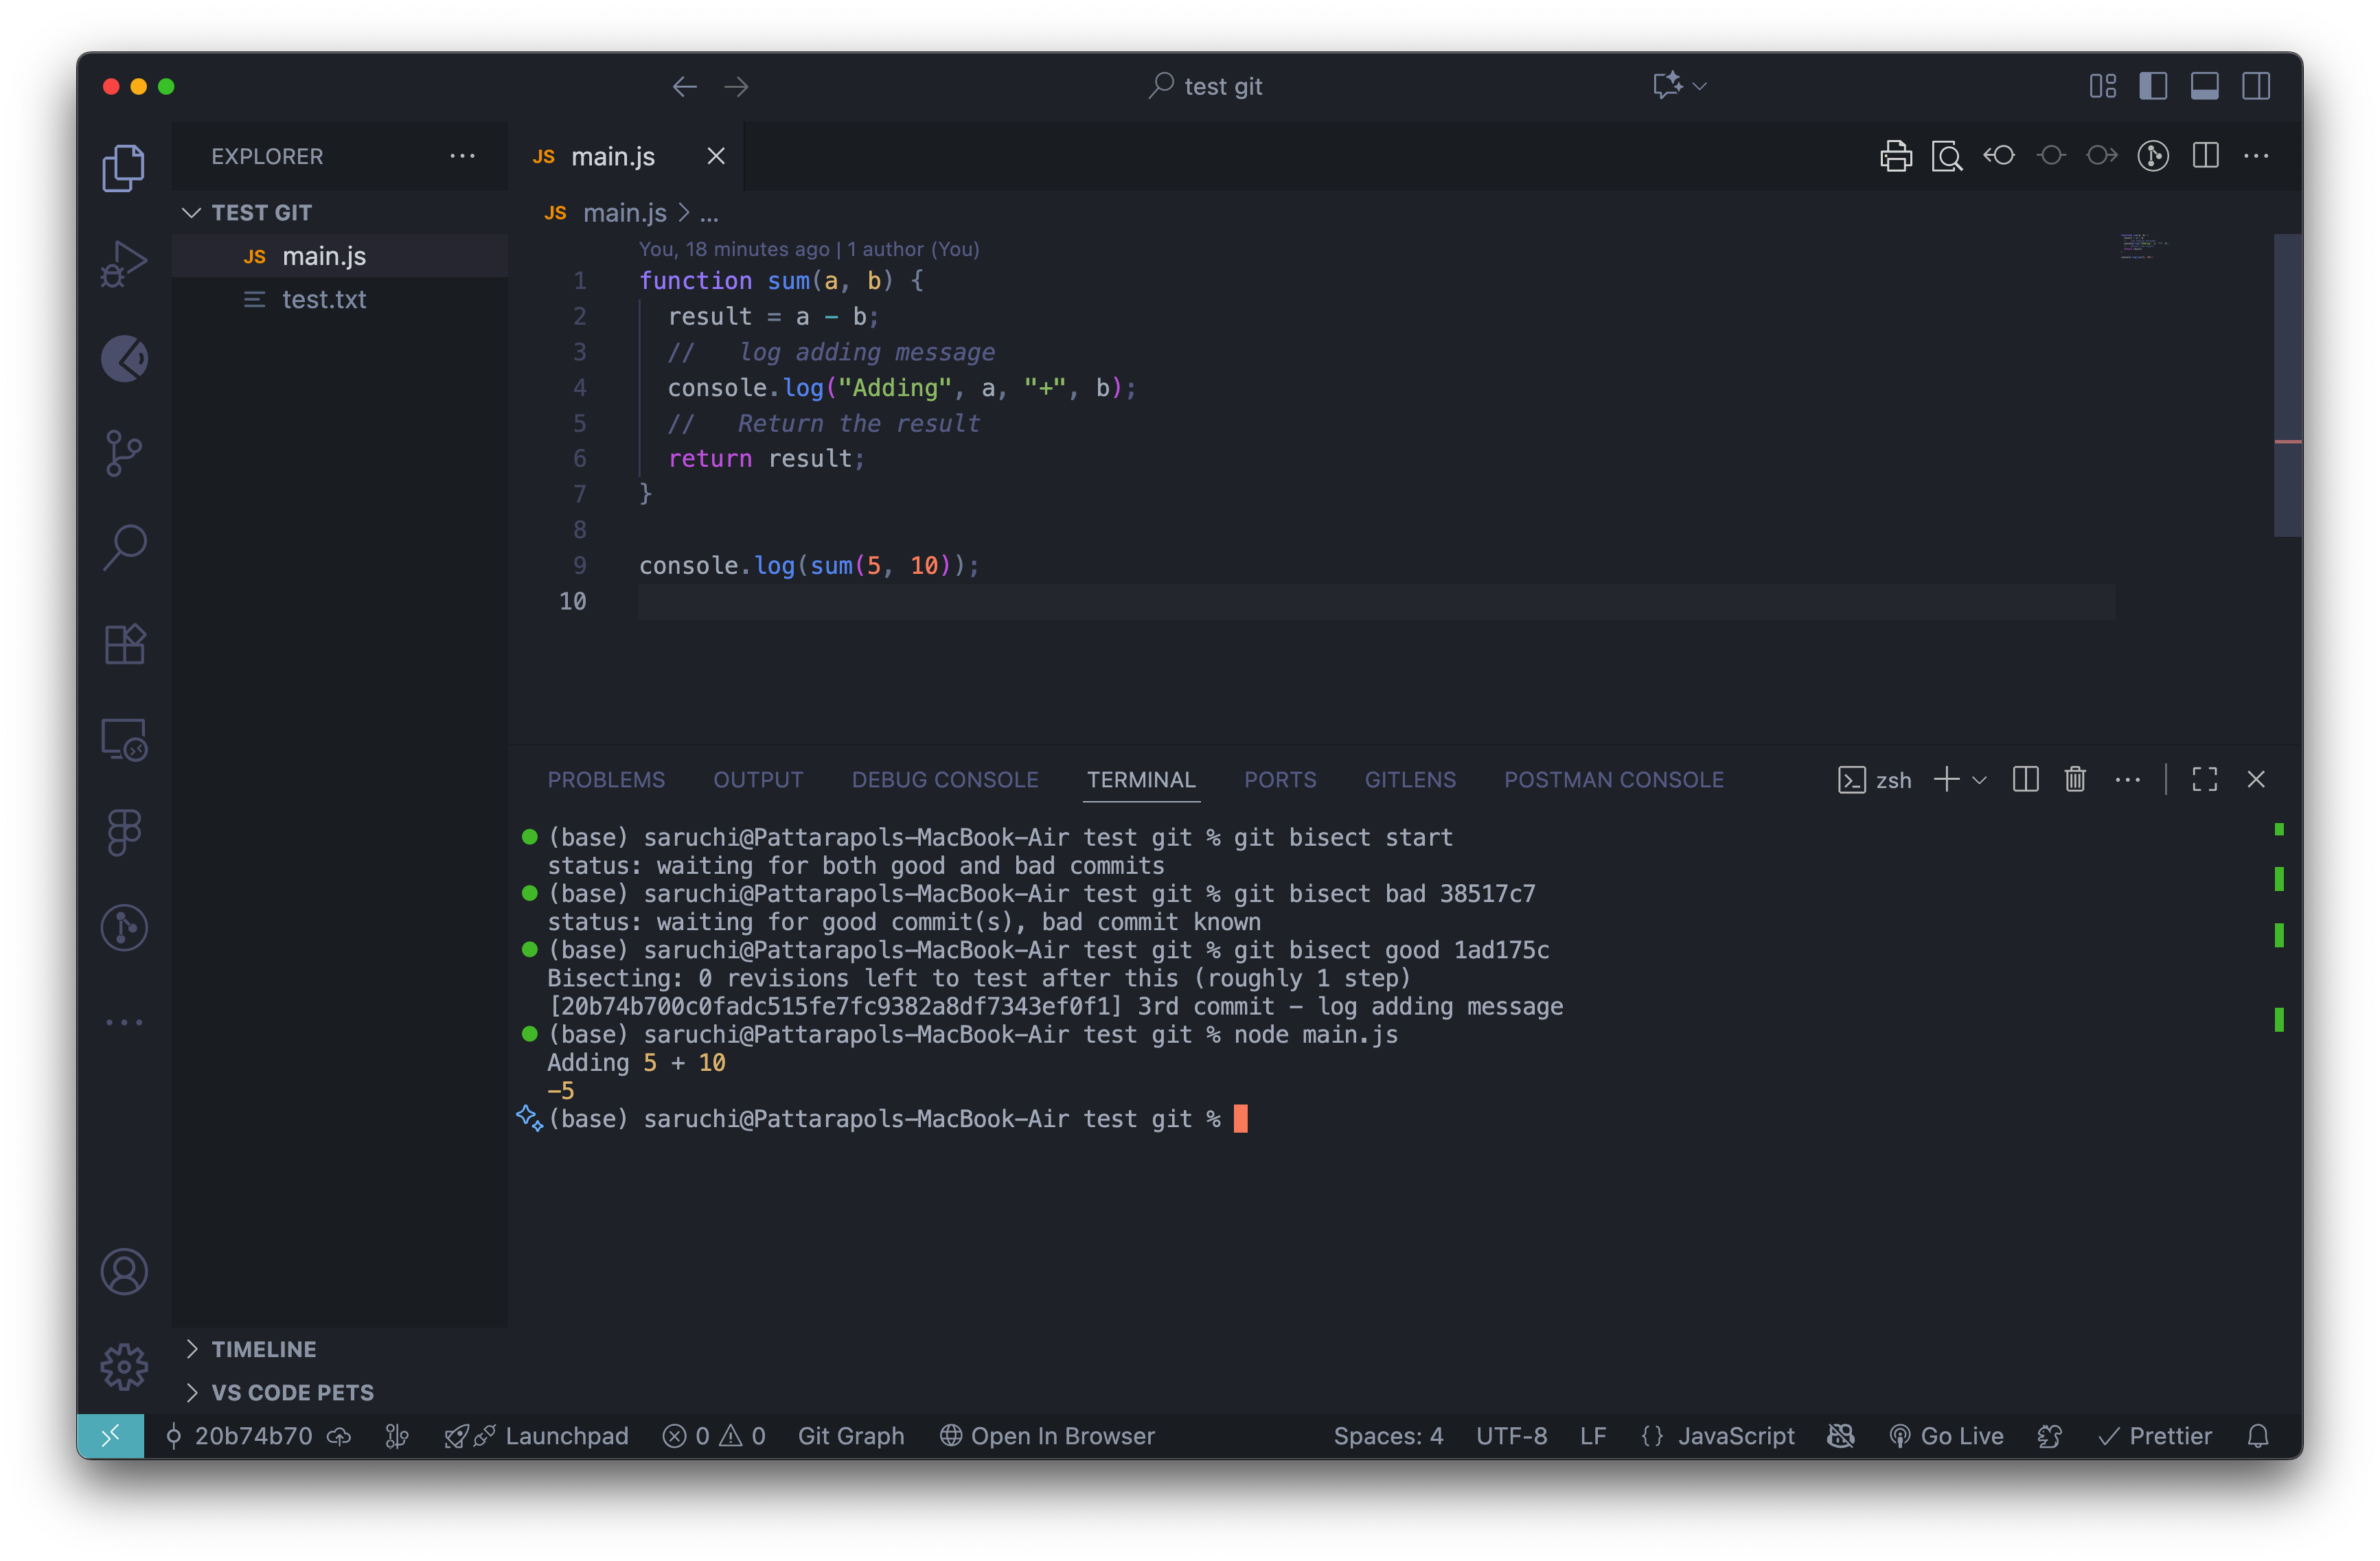 test git
EXPLORER
JS main.js
TEST GIT
JS main.js
test.txt
JS main.js > ...
You, 18 minutes ago | 1 author (You)
1 function sum(a, b) {
2 result = a - b;
3 // log adding message
4 console.log("Adding", a, "+", b);
5 // Return the result
6 return result;
7 }
8
9 console.log(sum(5, 10));
10
PROBLEMS OUTPUT DEBUG CONSOLE TERMINAL PORTS GITLENS POSTMAN CONSOLE zsh
(base) saruchi@Pattarapols-MacBook-Air test git % git bisect start
status: waiting for both good and bad commits
(base) saruchi@Pattarapols-MacBook-Air test git % git bisect bad 38517c7
status: waiting for good commit(s), bad commit known
(base) saruchi@Pattarapols-MacBook-Air test git % git bisect good 1ad175c
Bisecting: 0 revisions left to test after this (roughly 1 step)
[20b74b700c0fadc515fe7fc9382a8df7343ef0f1] 3rd commit - log adding message
(base) saruchi@Pattarapols-MacBook-Air test git % node main.js
Adding 5 + 10
-5
(base) saruchi@Pattarapols-MacBook-Air test git %
TIMELINE
VS CODE PETS
20b74b70 Launchpad 0 0 Git Graph Open In Browser Spaces: 4 UTF-8 LF {} JavaScript Go Live Prettier